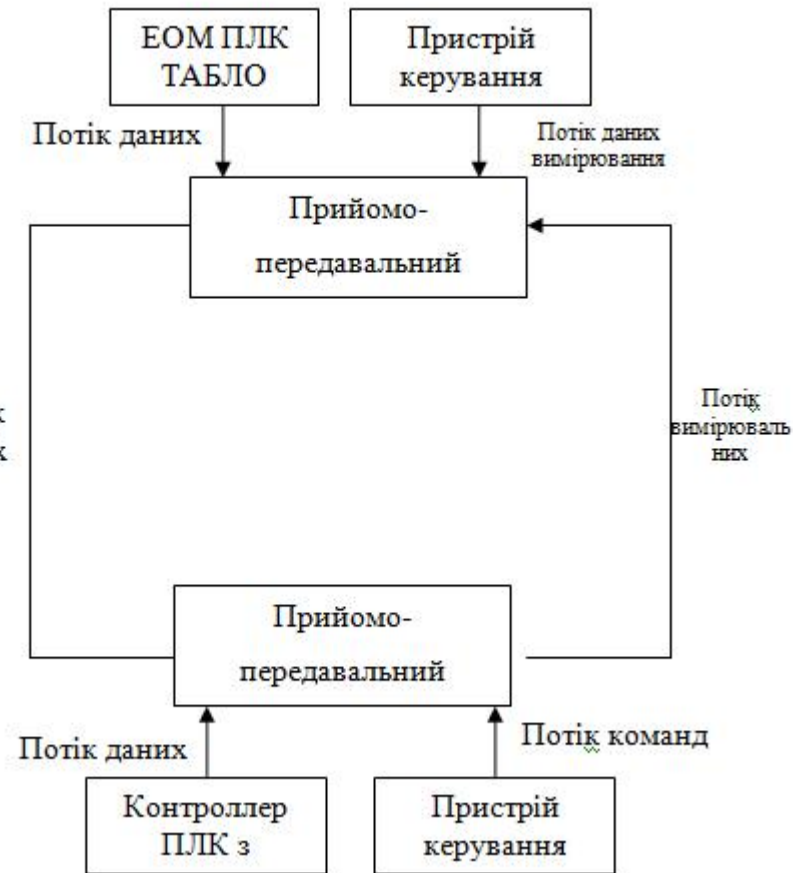 ЕОМ ПЛК
ТАБЛО
Пристрій
керування
Потік даних
Потік даних
вимірювання
Прийомо-
передавальний
Потік
вимірюваль
них
Прийомо-
передавальний
Потік даних
Потік команд
Контроллер
ПЛК з
Пристрій
керування